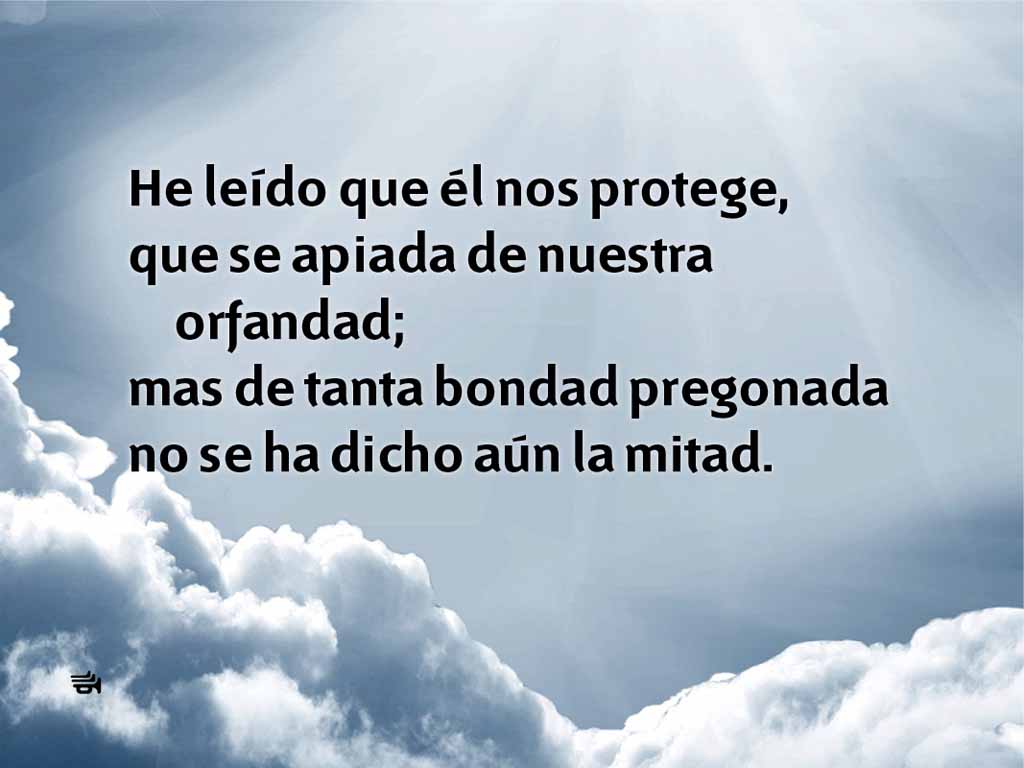 He leído que él nos protege,
que se apiada de nuestra
orfandad;
mas de tanta bondad pregonada
no se ha dicho aún la mitad.